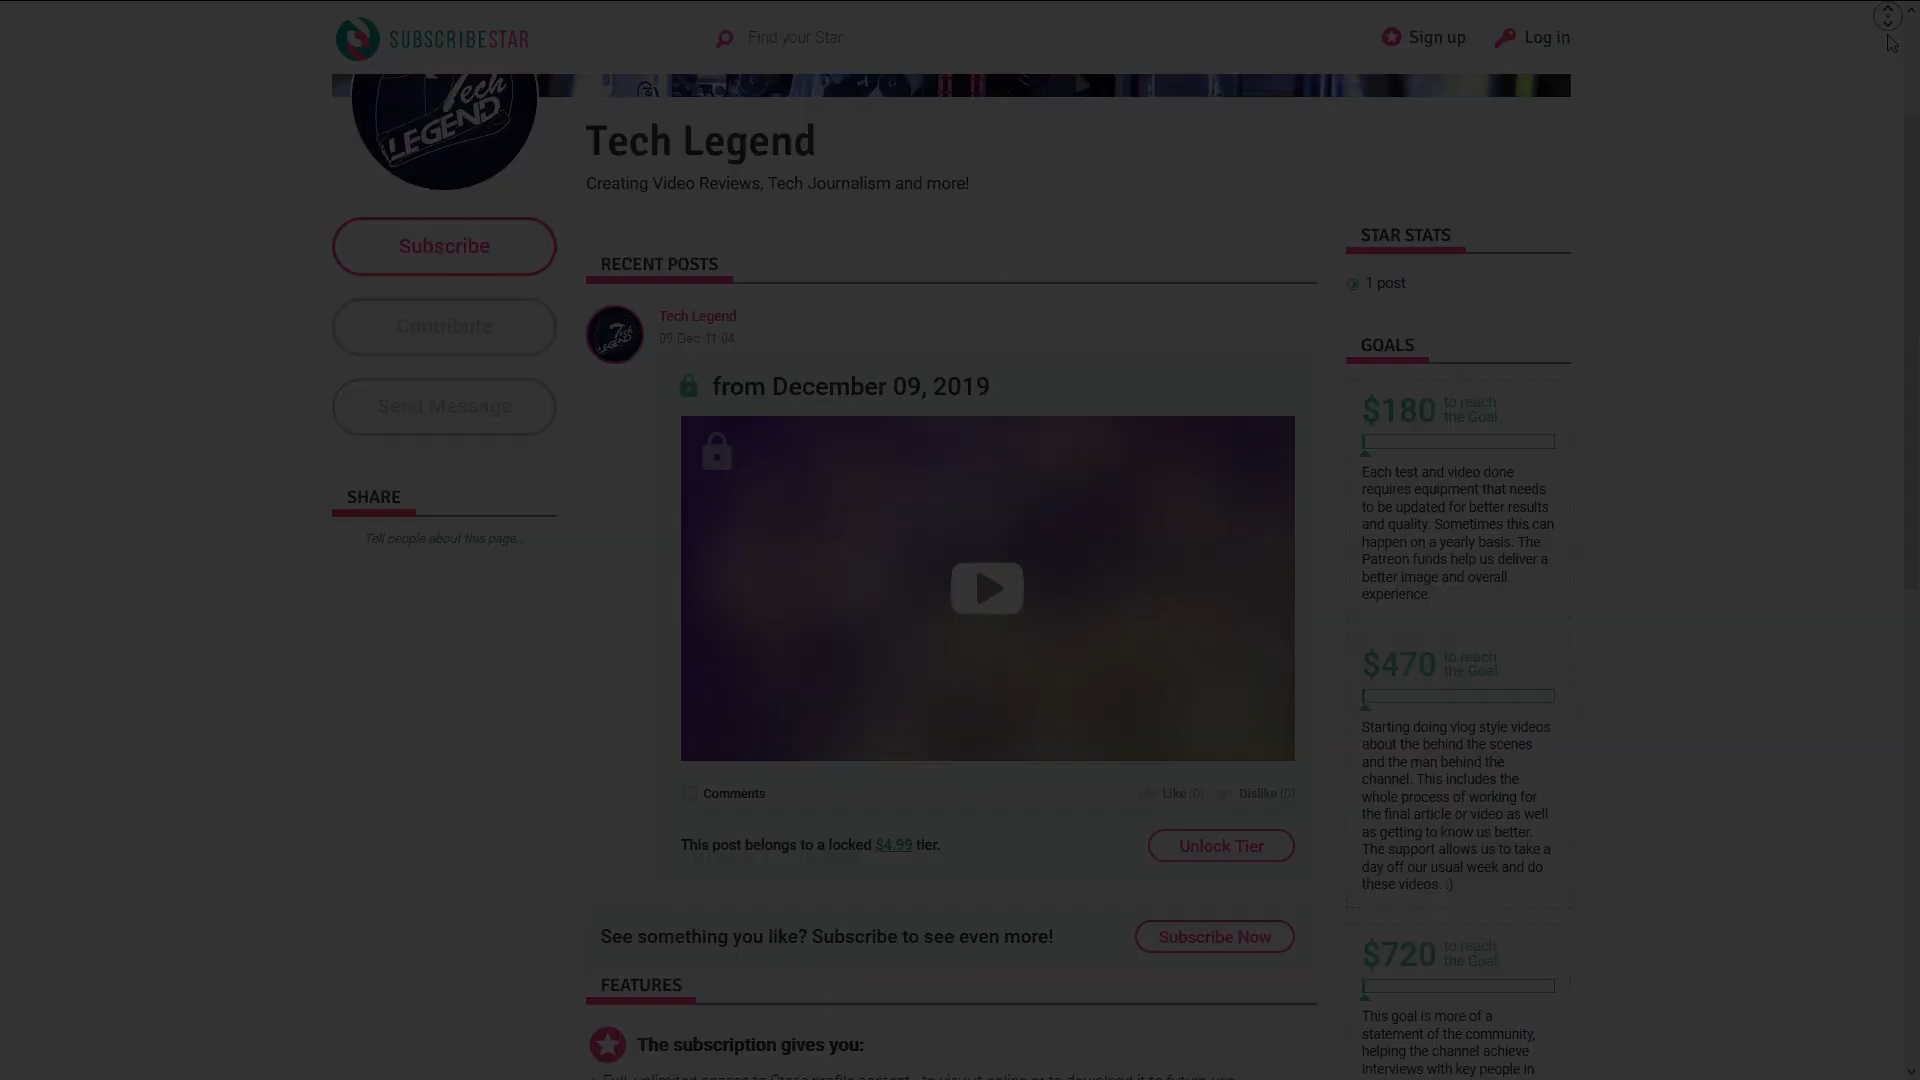 SUBSCRIBESTAR
Find your Star
Sign up
Log in
Tech
LEGEND
Tech Legend
Creating Video Reviews, Tech Journalism and more!
Subscribe
Contribute
Send Message
SHARE
Tell people about this page...
RECENT POSTS
Tech Legend
09 Dec 11:04
from December 09, 2019
Comments
Like (0)
Dislike (0)
This post belongs to a locked $4.99 tier.
Unlock Tier
See something you like? Subscribe to see even more!
Subscribe Now
FEATURES
The subscription gives you:
STAR STATS
1 post
GOALS
$180 to reach
the Goal
Each test and video done
requires equipment that needs
to be updated for better results
and quality. Sometimes this can
happen on a yearly basis. The
Patreon funds help us deliver a
better image and overall
experience.
$470 to reach
the Goal
Starting doing vlog style videos
about the behind the scenes
and the man behind the
channel. This includes the
whole process of working for
the final article or video as well
as getting to know us better.
The support allows us to take a
day off our usual week and do
these videos. :)
$720 to reach
the Goal
This goal is more of a
statement of the community,
helping the channel achieve
interviews with key people in